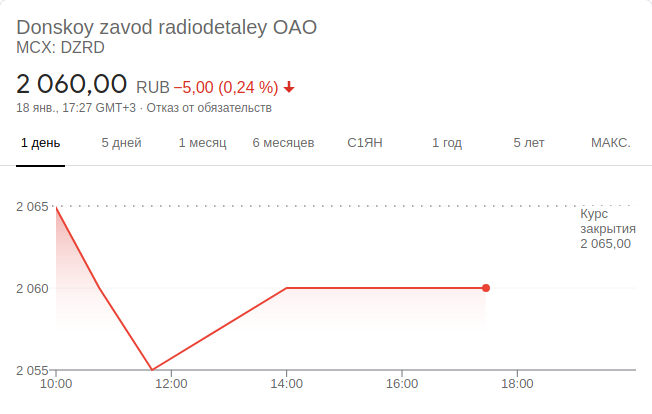 Donskoy zavod radiodetaley OAO
MCX: DZRD
2 060,00 RUB −5,00 (0,24 %)
18 янв., 17:27 GMT+3 · Отказ от обязательств
1 день 5 дней 1 месяц 6 месяцев С1ЯН 1 год 5 лет МАКС.
2 065
Курс
закрытия
2 065,00
2 060
2 055
10:00 12:00 14:00 16:00 18:00